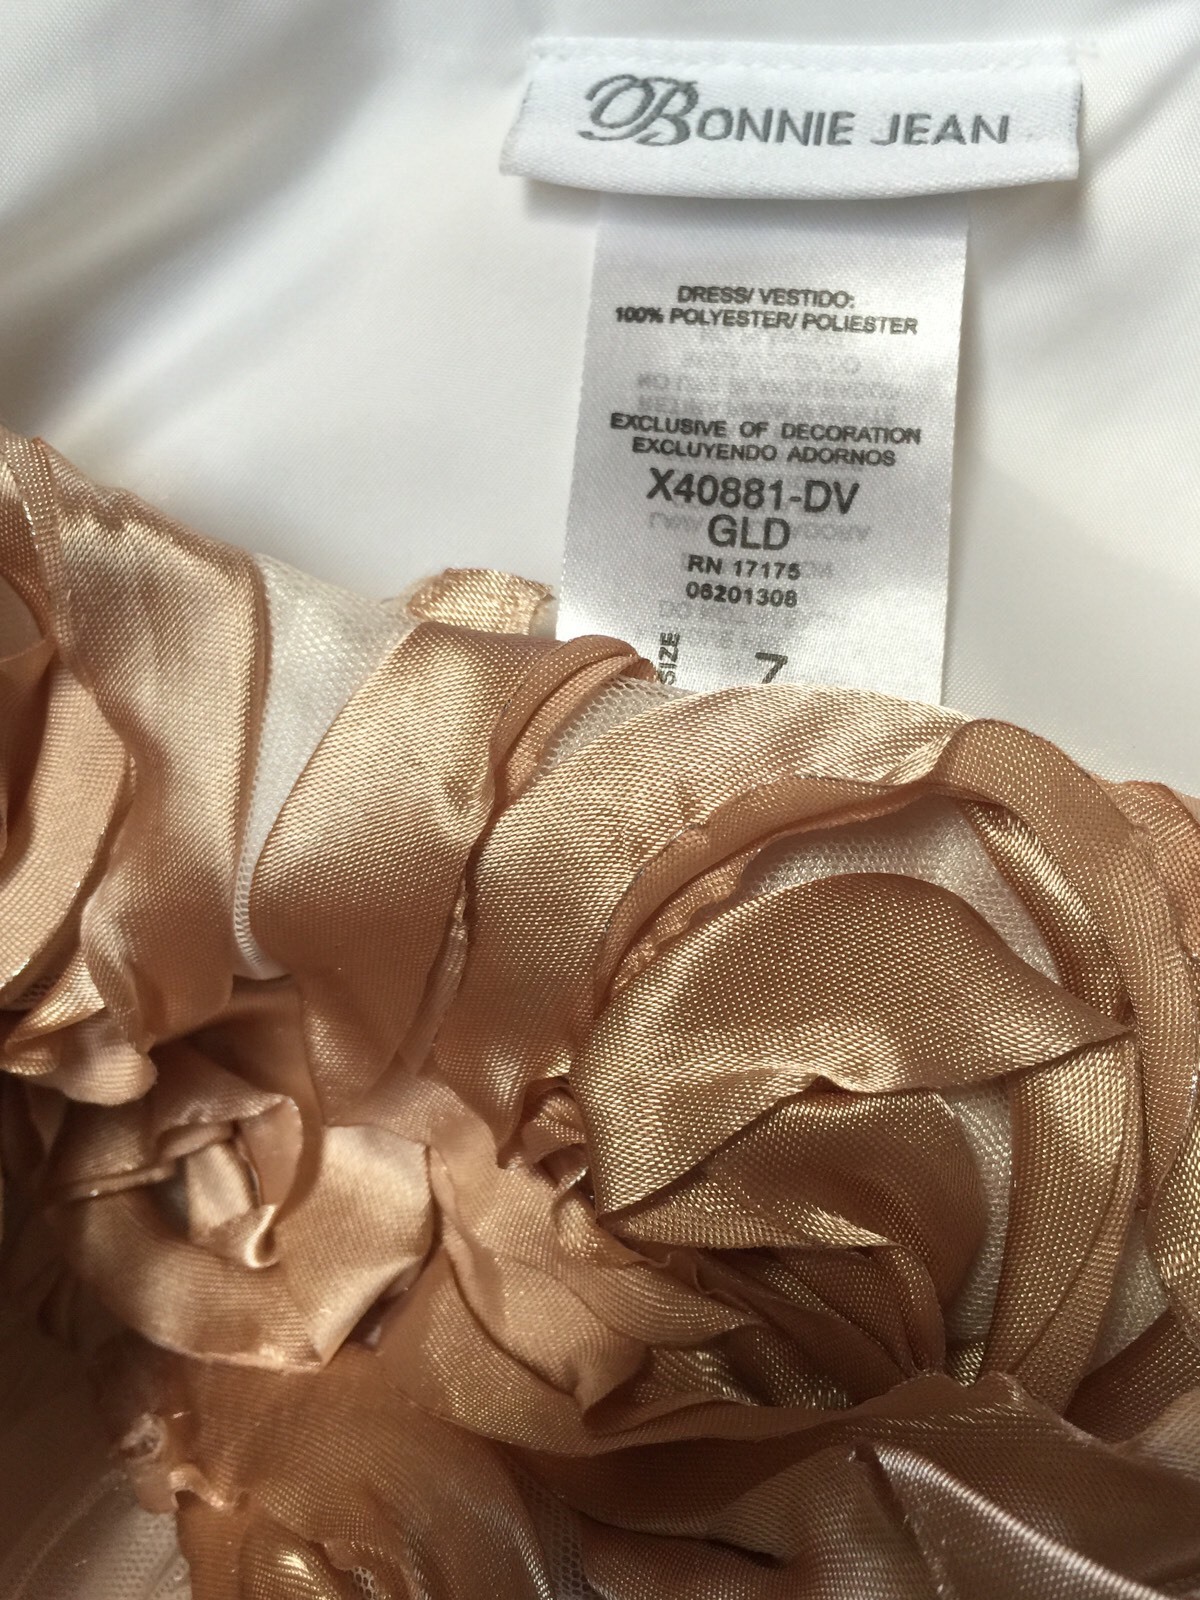 BONNIE JEAN
DRESS/ VESTIDO:
100% POLYESTER/ POLIESTER
EXCLUSIVE OF DECORATION
EXCLUYENDO ADORNOS
X40881-DV
GLD
RN 17175
06201308
SIZE 7